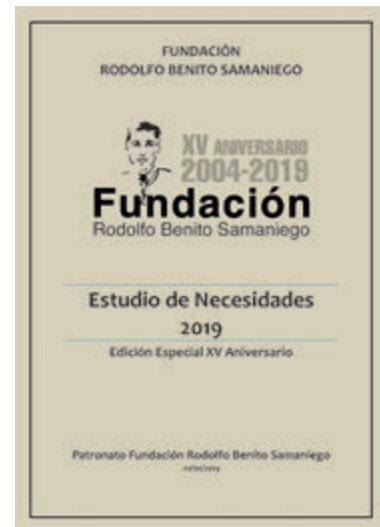 FUNDACIÓN
RODOLFO BENITO SAMANIEGO
XV ANIVERSARIO
2004-2019
Fundación
Rodolfo Benito Samaniego
Estudio de Necesidades
2019
Edición Especial XV Aniversario
Patronato Fundación Rodolfo Benito Samaniego